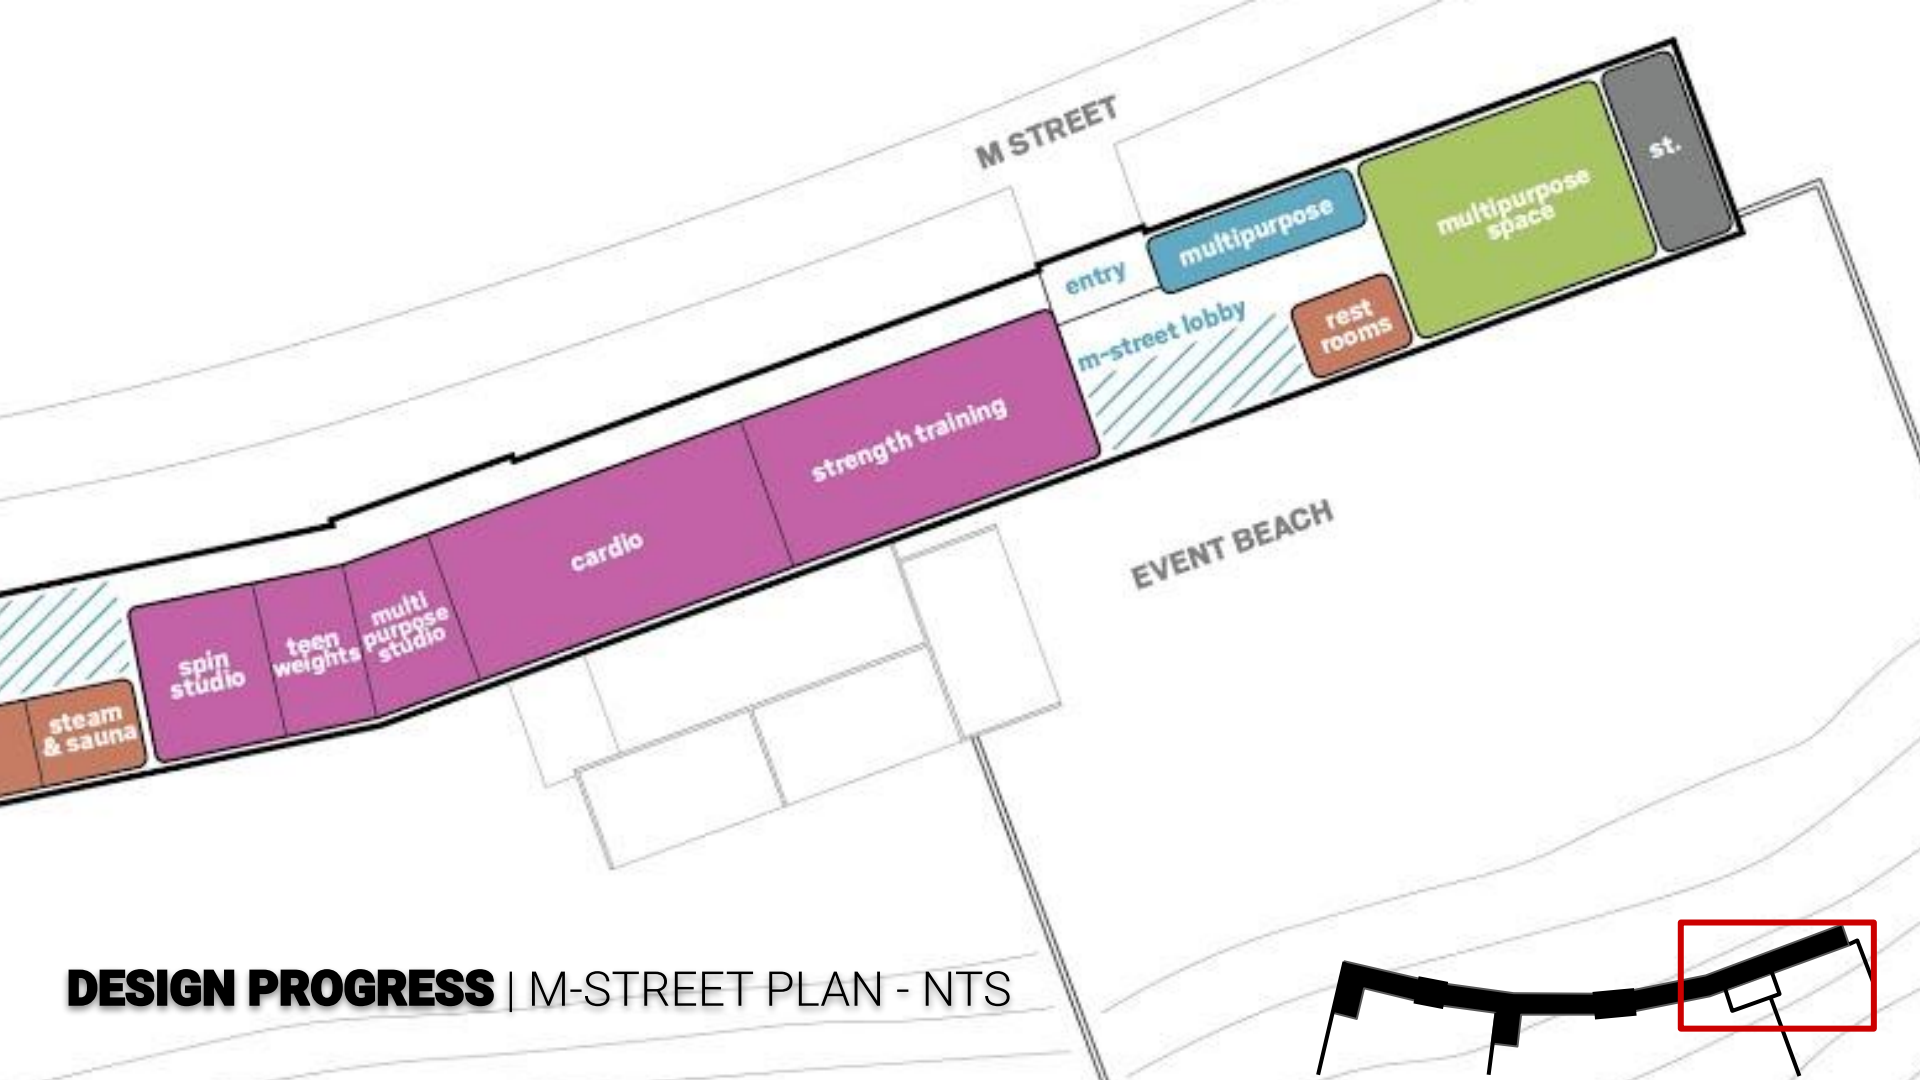 M STREET
st.
multipurpose
space
multipurpose
entry
m-street lobby
rest
rooms
strength training
cardio
EVENT BEACH
multi
purpose
studio
teen
weights
spin
studio
steam
& sauna
DESIGN PROGRESS | M-STREET PLAN - NTS